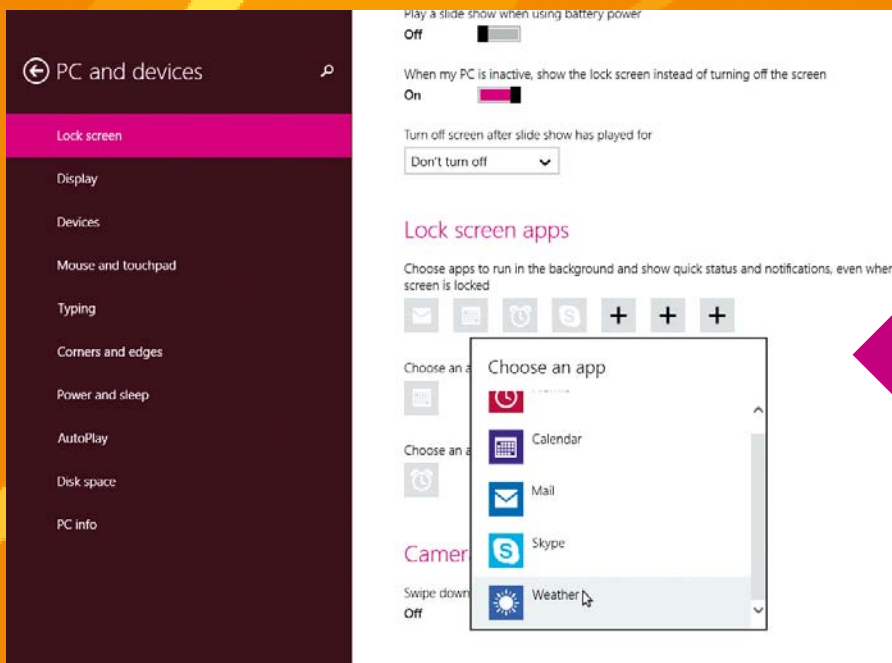 PC and devices
Lock screen
Display
Devices
Mouse and touchpad
Typing
Corners and edges
Power and sleep
AutoPlay
Disk space
PC info
Play a slide show when using battery power
Off
When my PC is inactive, show the lock screen instead of turning off the screen
On
Turn off screen after slide show has played for
Don't turn off
Lock screen apps
Choose apps to run in the background and show quick status and notifications, even when
screen is locked
Choose an a
Choose an a
Camer
Swipe down
Off
Choose an app
Calendar
Mail
Skype
Weather